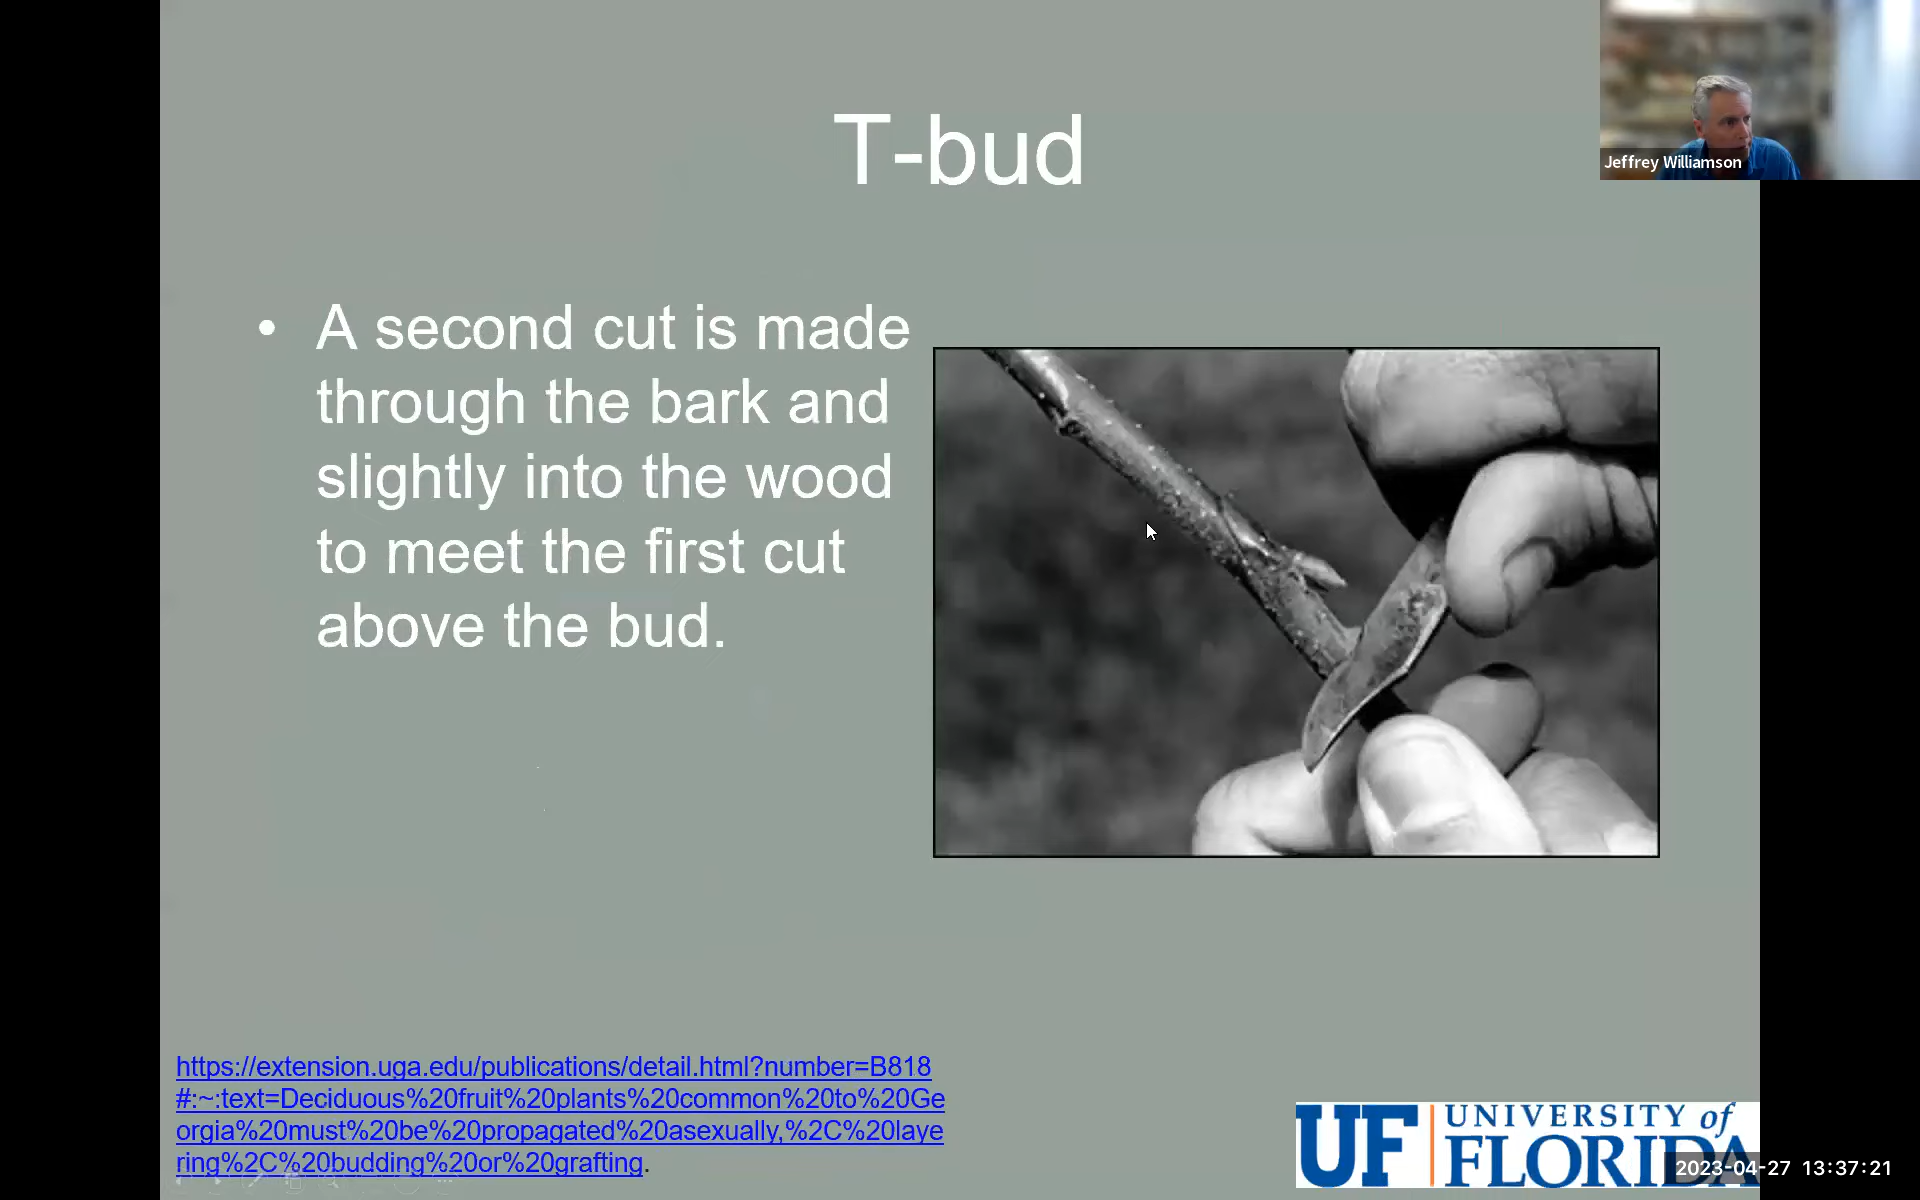 T-bud
Jeffrey Williamson
• A second cut is made
through the bark and
slightly into the wood
to meet the first cut
above the bud.
https://extension.uga.edu/publications/detail.html?number=B818
#:~:text=Deciduous%20fruit%20plants%20common%20to%20Ge
orgia%20must%20be%20propagated%20asexually,%2C%20laye
ring%2C%20budding%20or%20grafting.
UF UNIVERSITY of
FLORIDA
2023-04-27 13:37:21